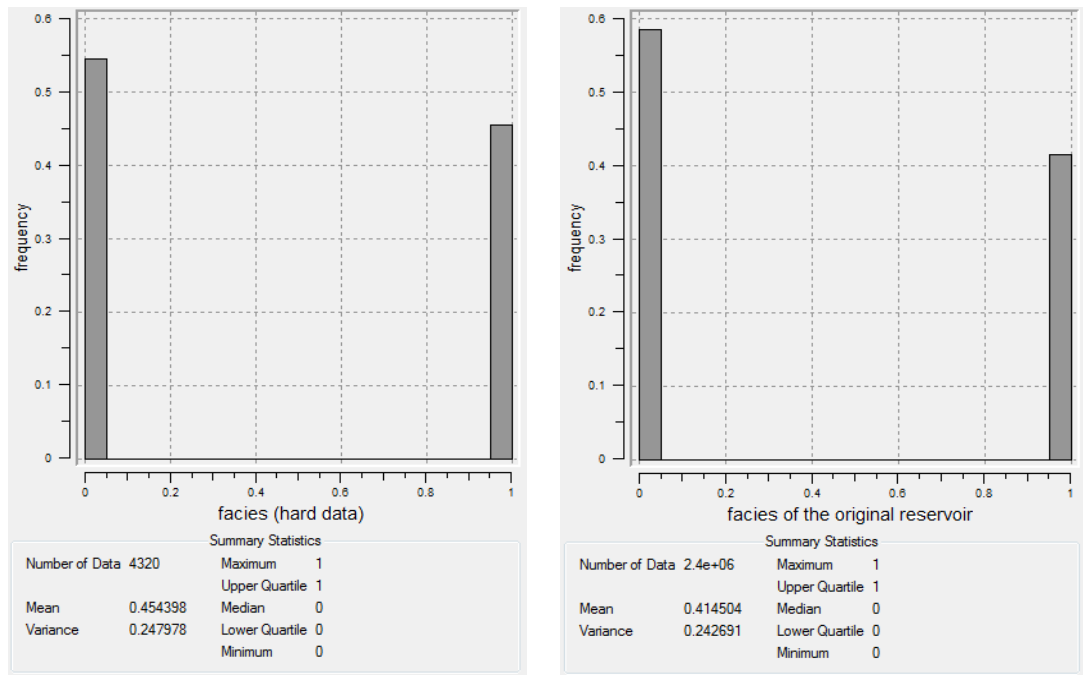 0.6
0.5
0.4
0.3
0.2
0.1
0
frequency
0 0.2 0.4 0.6 0.8 1
facies (hard data)
Summary Statistics
Number of Data 4320 Maximum 1
Upper Quartile 1
Mean 0.454398 Median 0
Variance 0.247978 Lower Quartile 0
Minimum 0
0.6
0.5
0.4
0.3
0.2
0.1
0
frequency
0 0.2 0.4 0.6 0.8 1
facies of the original reservoir
Summary Statistics
Number of Data 2.4e+06 Maximum 1
Upper Quartile 1
Mean 0.414504 Median 0
Variance 0.242691 Lower Quartile 0
Minimum 0